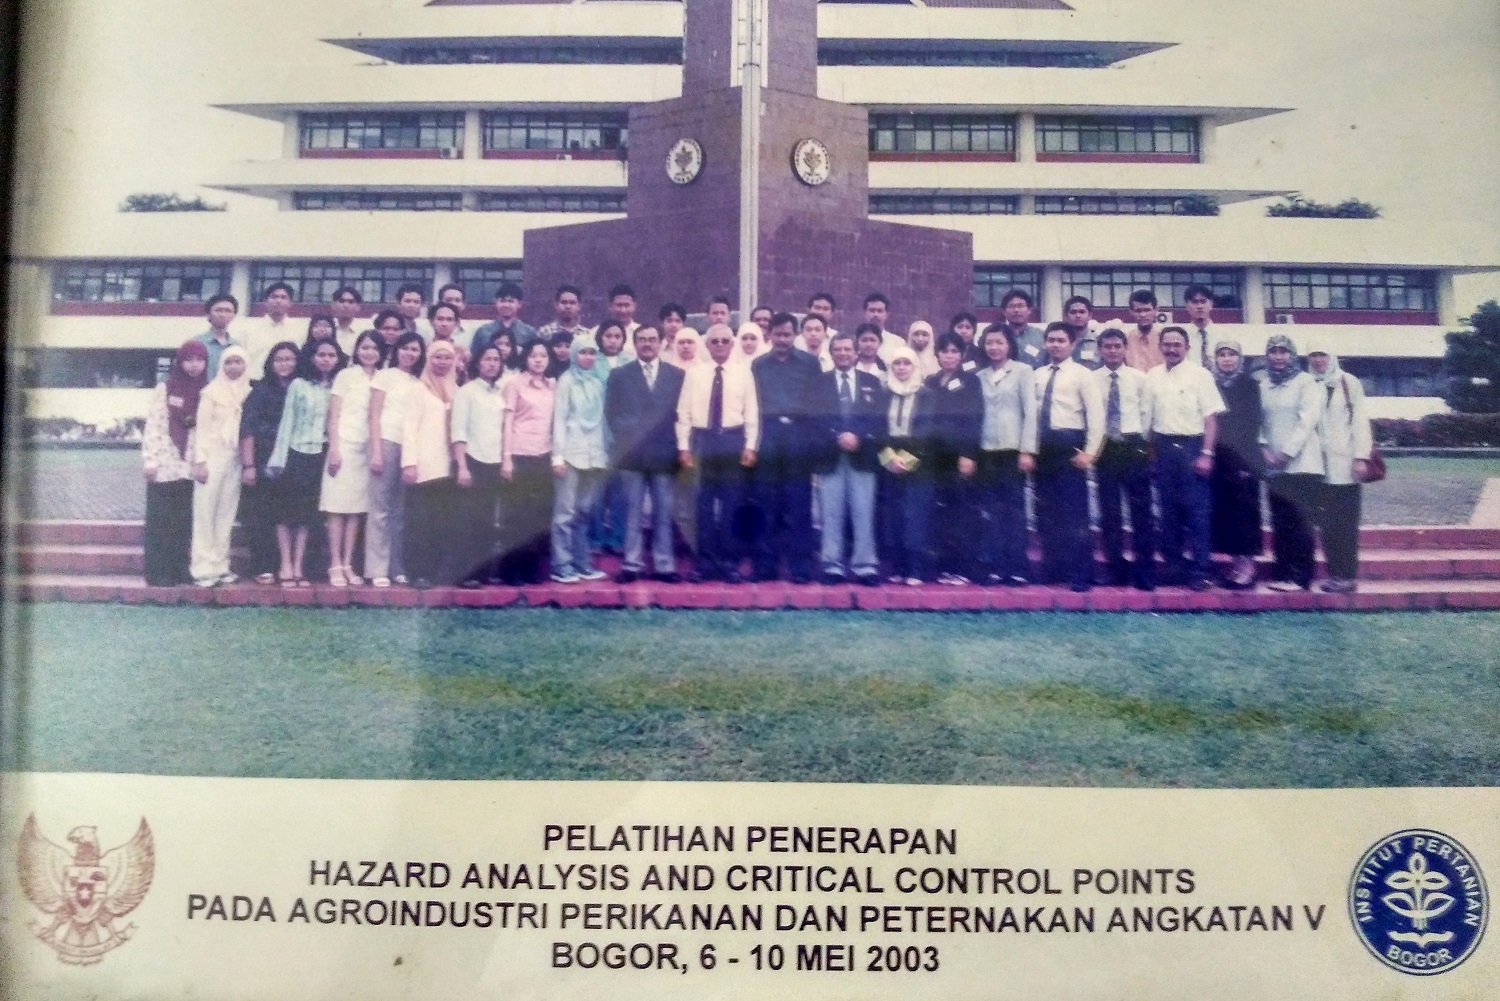 PELATIHAN PENERAPAN
HAZARD ANALYSIS AND CRITICAL CONTROL POINTS
PADA AGROINDUSTRI PERIKANAN DAN PETERNAKAN ANGKATAN V
BOGOR, 6 - 10 MEI 2003
INSTITUT PERTANIAN
BOGOR